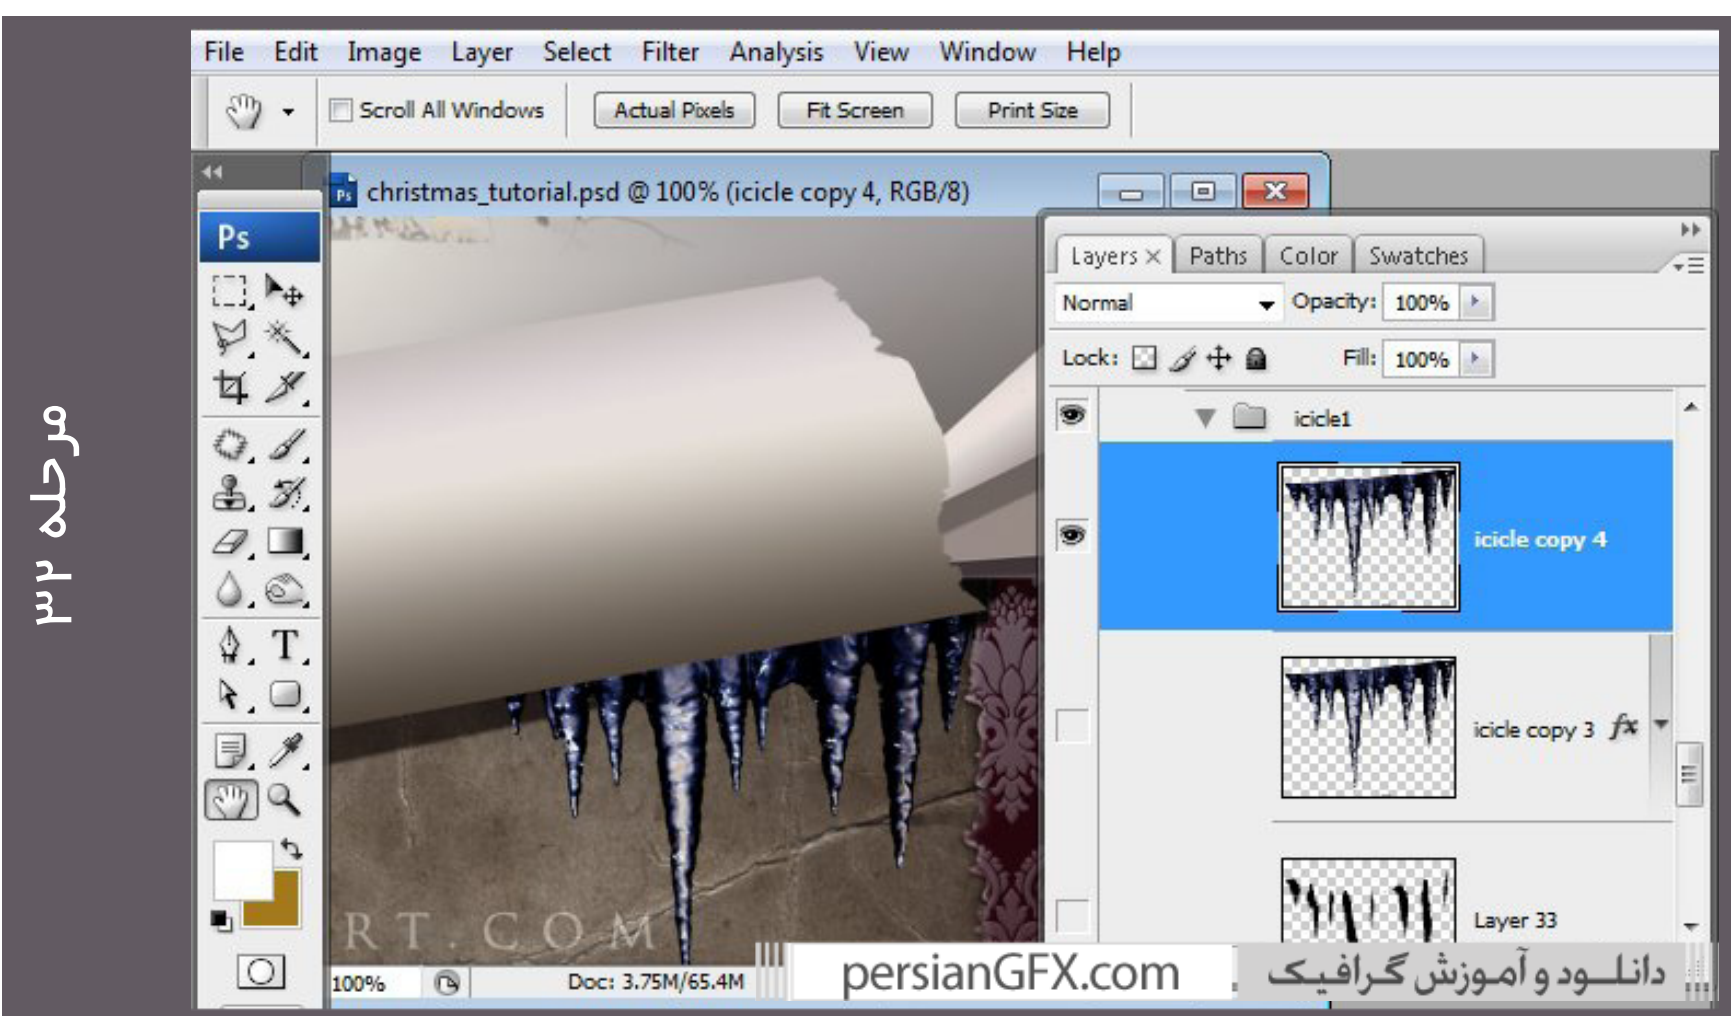 مرحله ۳۲
File Edit Image Layer Select Filter Analysis View Window Help
Scroll All Windows Actual Pixels Fit Screen Print Size
Ps christmas_tutorial.psd @ 100% (icicle copy 4, RGB/8)
Ps
T
Layers × Paths Color Swatches
Normal Opacity: 100%
Lock: Fill: 100%
icicle1
icicle copy 4
icicle copy 3 fx
Layer 33
RT.COM
100% Doc: 3.75M/65.4M
persianGFX.com
دانلــود و آموزش گرافیک